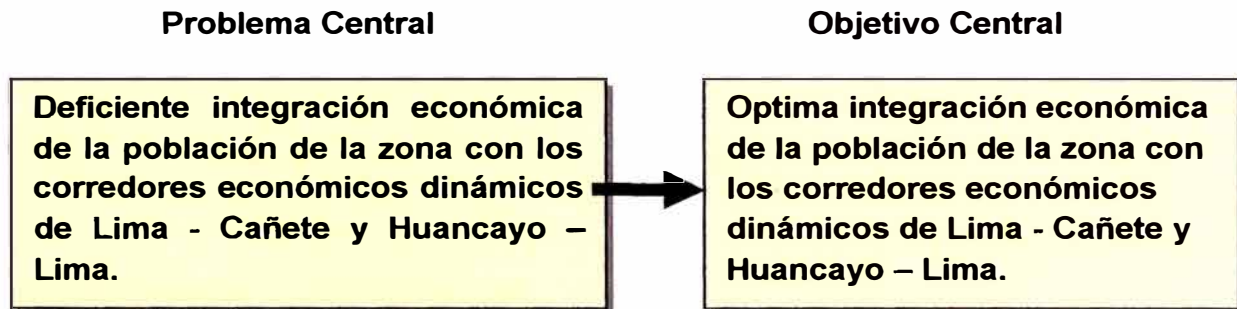 Problema Central
Deficiente integración económica
de la población de la zona con los
corredores económicos dinámicos
de Lima - Cañete y Huancayo –
Lima.
Objetivo Central
Optima integración económica
de la población de la zona con
los corredores económicos
dinámicos de Lima - Cañete y
Huancayo – Lima.